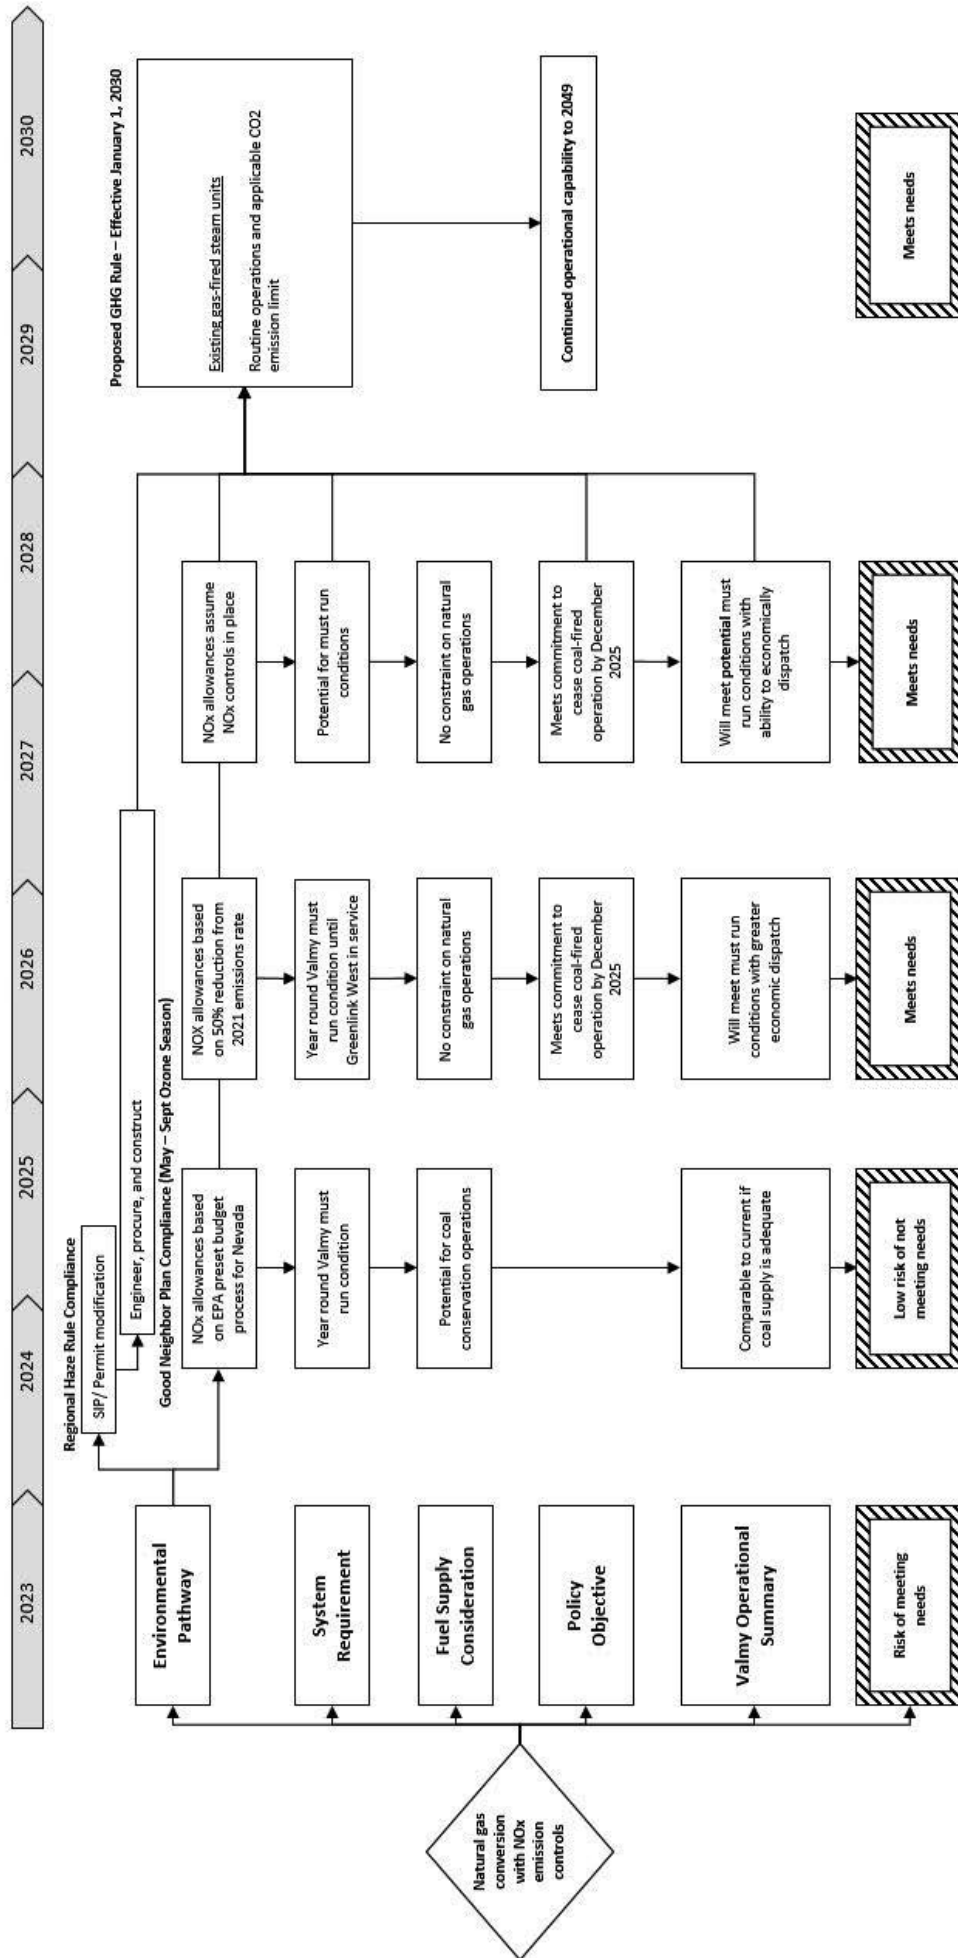 2023
2024
2025
2026
2027
2028
2029
2030
Natural gas
conversion
with NOx
emission
controls
Environmental
Pathway
System
Requirement
Fuel Supply
Consideration
Policy
Objective
Valmy Operational
Summary
Risk of meeting
needs
Regional Haze Rule Compliance
SIP/ Permit modification
Engineer, procure, and construct
Good Neighbor Plan Compliance (May – Sept Ozone Season)
NOx allowances based
on EPA preset budget
process for Nevada
Year round Valmy must
run condition
Potential for coal
conservation operations
Comparable to current if
coal supply is adequate
Low risk of not
meeting needs
NOX allowances based
on 50% reduction from
2021 emissions rate
Year round Valmy must
run condition until
Greenlink West in service
No constraint on natural
gas operations
Meets commitment to
cease coal-fired
operation by December
2025
Will meet must run
conditions with greater
economic dispatch
Meets needs
NOx allowances assume
NOx controls in place
Potential for must run
conditions
No constraint on natural
gas operations
Meets commitment to
cease coal-fired
operation by December
2025
Will meet potential must
run conditions with
ability to economically
dispatch
Meets needs
Proposed GHG Rule – Effective January 1, 2030
Existing gas-fired steam units
Routine operations and applicable CO2
emission limit
Continued operational capability to 2049
Meets needs